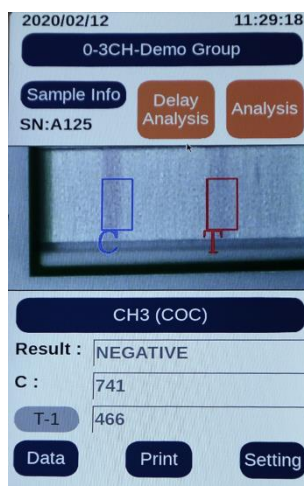 2020/02/12 11:29:18
0-3CH-Demo Group
Sample Info
Delay Analysis
Analysis
SN:A125
C T
CH3 (COC)
Result : NEGATIVE
C : 741
T-1 466
Data Print Setting